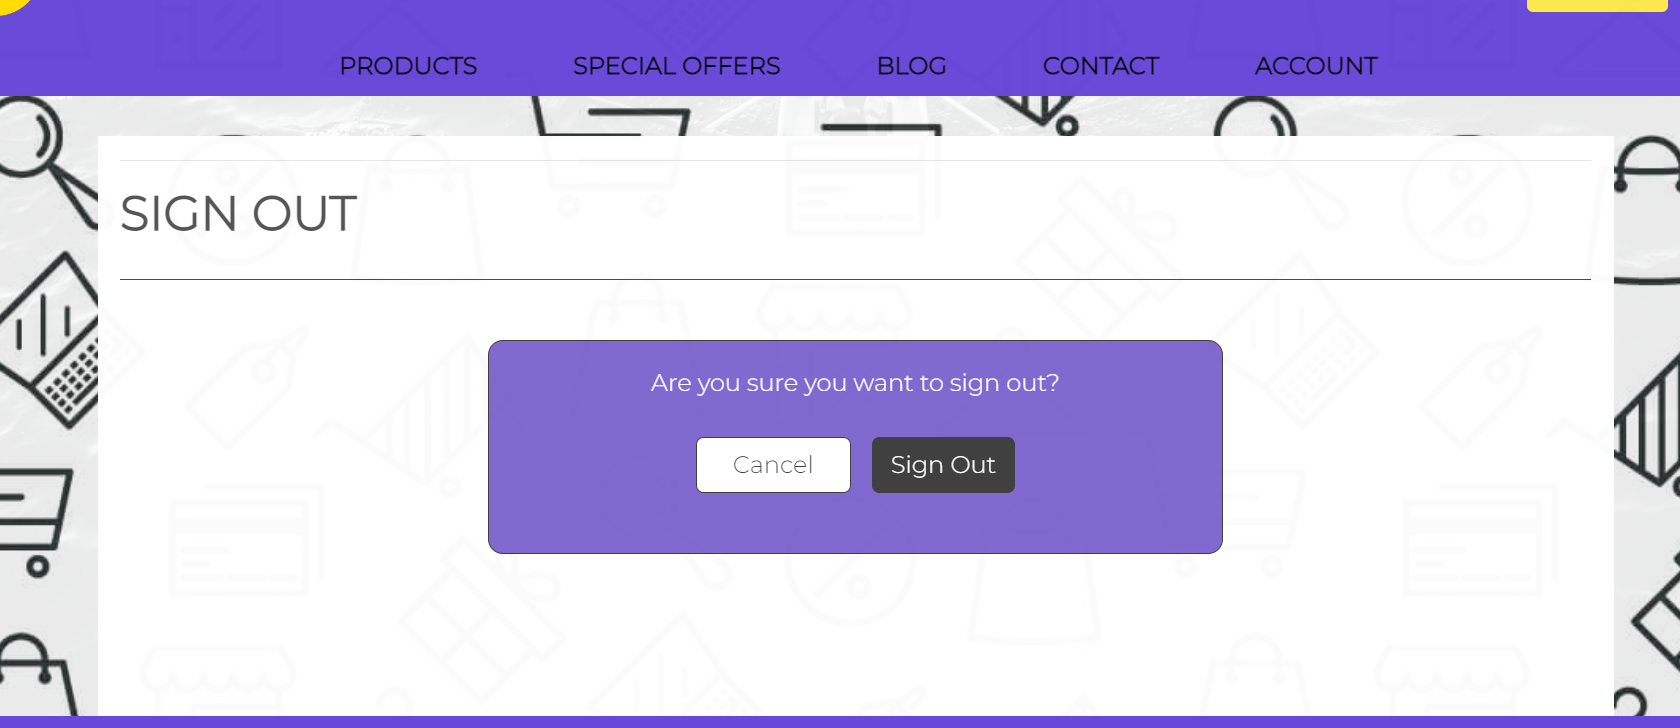 PRODUCTS SPECIAL OFFERS BLOG CONTACT ACCOUNT
SIGN OUT
Are you sure you want to sign out?
Cancel Sign Out